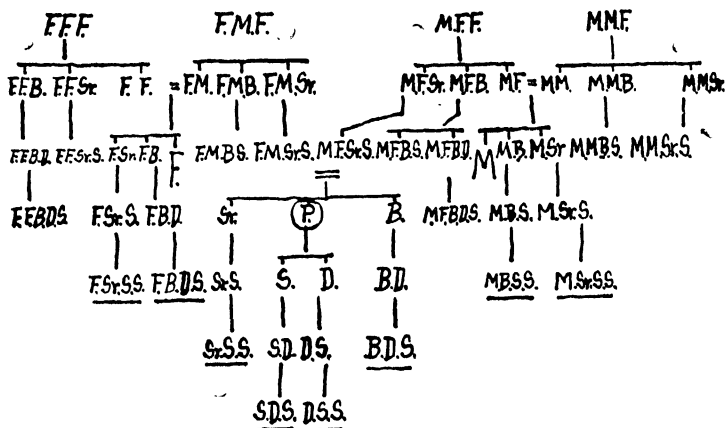 F.F.F. F.M.F. M.F.F. M.M.F.
F.F.B. F.F.Sr. F.F. = F.M. F.M.B. F.M.Sr. M.F.Sr. M.F.B. M.F. = M.M. M.M.B. M.M.Sr.
F.F.B.D. F.F.Sr.S. F.Sr. F.B. F. F.M.B.S. F.M.Sr.S. M.F.Sr.S. M.F.B.S. M.F.B.D. M M.B. M.Sr M.M.B.S. M.M.Sr.S.
F.F.B.D.S. F.Sr.S. F.B.D. Sr. P. B. M.F.B.D.S. M.B.S. M.Sr.S.
F.Sr.S.S. F.B.D.S. Sr.S. S. D. B.D. M.B.S.S. M.Sr.S.S.
Sr.S.S. S.D. D.S. B.D.S.
S.D.S. D.S.S.